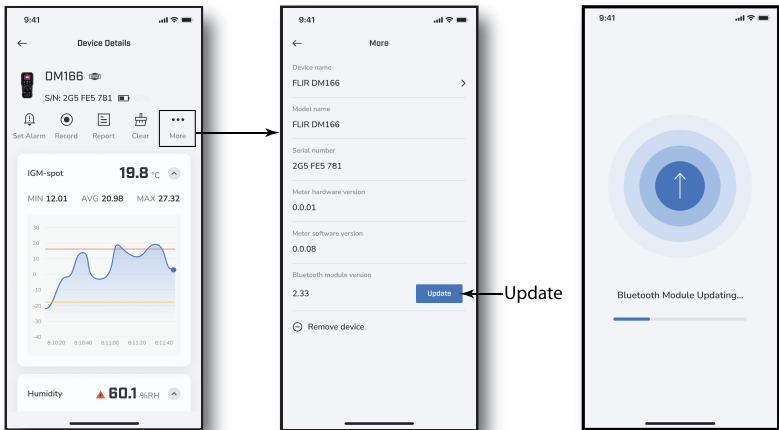 9:41
Device Details
DM166
S/N: 2G5 FE5 781
Set Alarm Record Report Clear More
IGM-spot 19.8 °C
MIN 12.01 AVG 20.98 MAX 27.32
30
20
10
0
-10
-20
-30
-40
8:10:20 8:10:40 8:11:00 8:11:20 8:11:40
Humidity 60.1 %RH
9:41
More
Device name
FLIR DM166
Model name
FLIR DM166
Serial number
2G5 FE5 781
Meter hardware version
0.0.01
Meter software version
0.0.08
Bluetooth module version
2.33 Update
Remove device
Update
9:41
Bluetooth Module Updating...